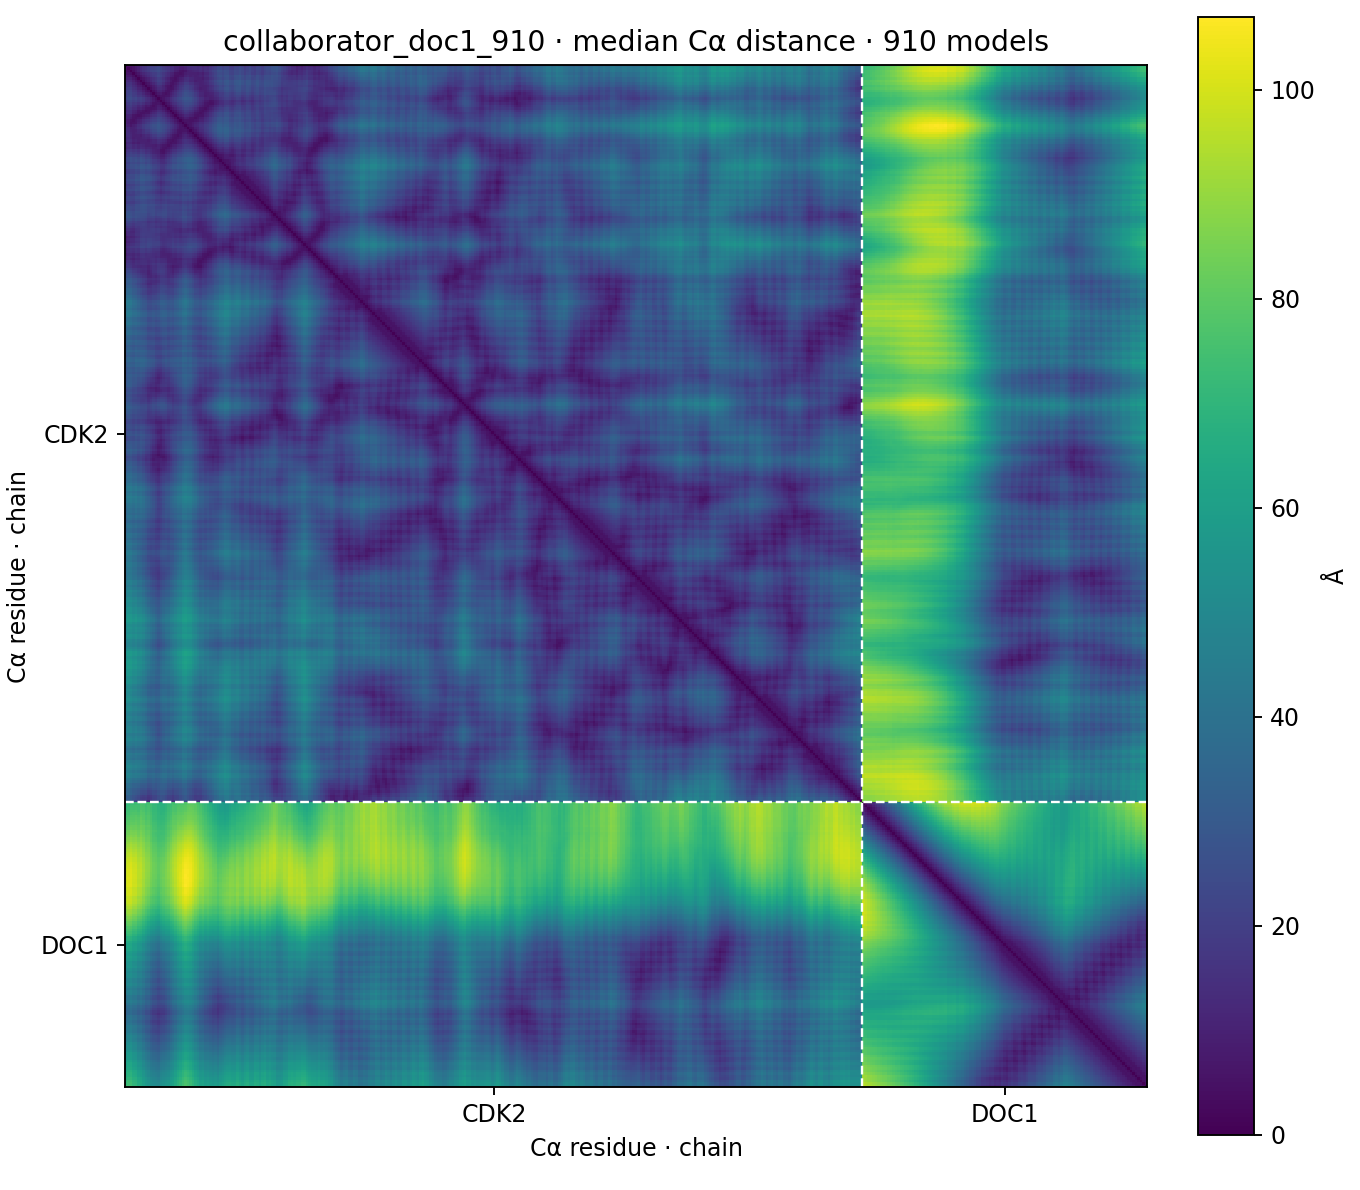 collaborator_doc1_910 · median Cα distance · 910 models
100
80
60
40
20
0
Å
Cα residue · chain
CDK2
DOC1
CDK2
DOC1
Cα residue · chain